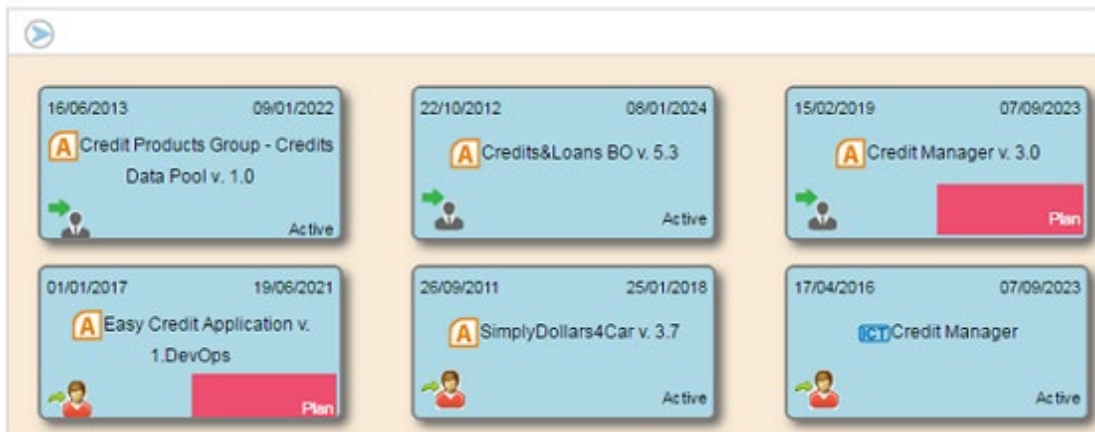 16/06/2013 09/01/2022
A Credit Products Group - Credits
Data Pool v. 1.0
Active
22/10/2012 08/01/2024
A Credits&Loans BO v. 5.3
Active
15/02/2019 07/09/2023
A Credit Manager v. 3.0
Plan
01/01/2017 19/06/2021
A Easy Credit Application v.
1.DevOps
Plan
26/09/2011 25/01/2018
A SimplyDollars4Car v. 3.7
Active
17/04/2016 07/09/2023
ICT Credit Manager
Active